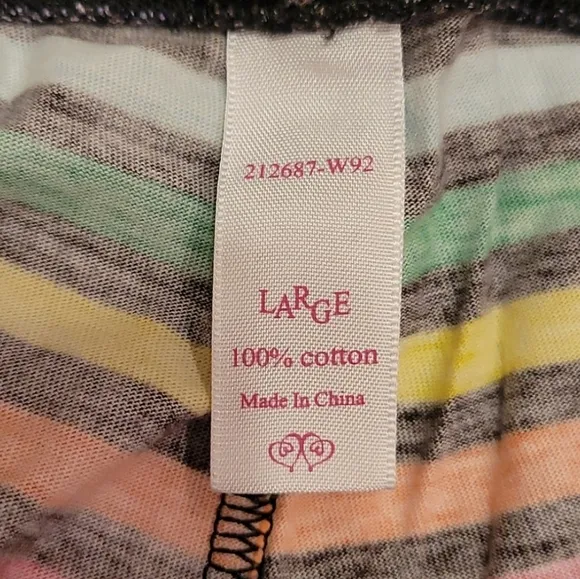 212687-W92
LARGE
100% cotton
Made In China